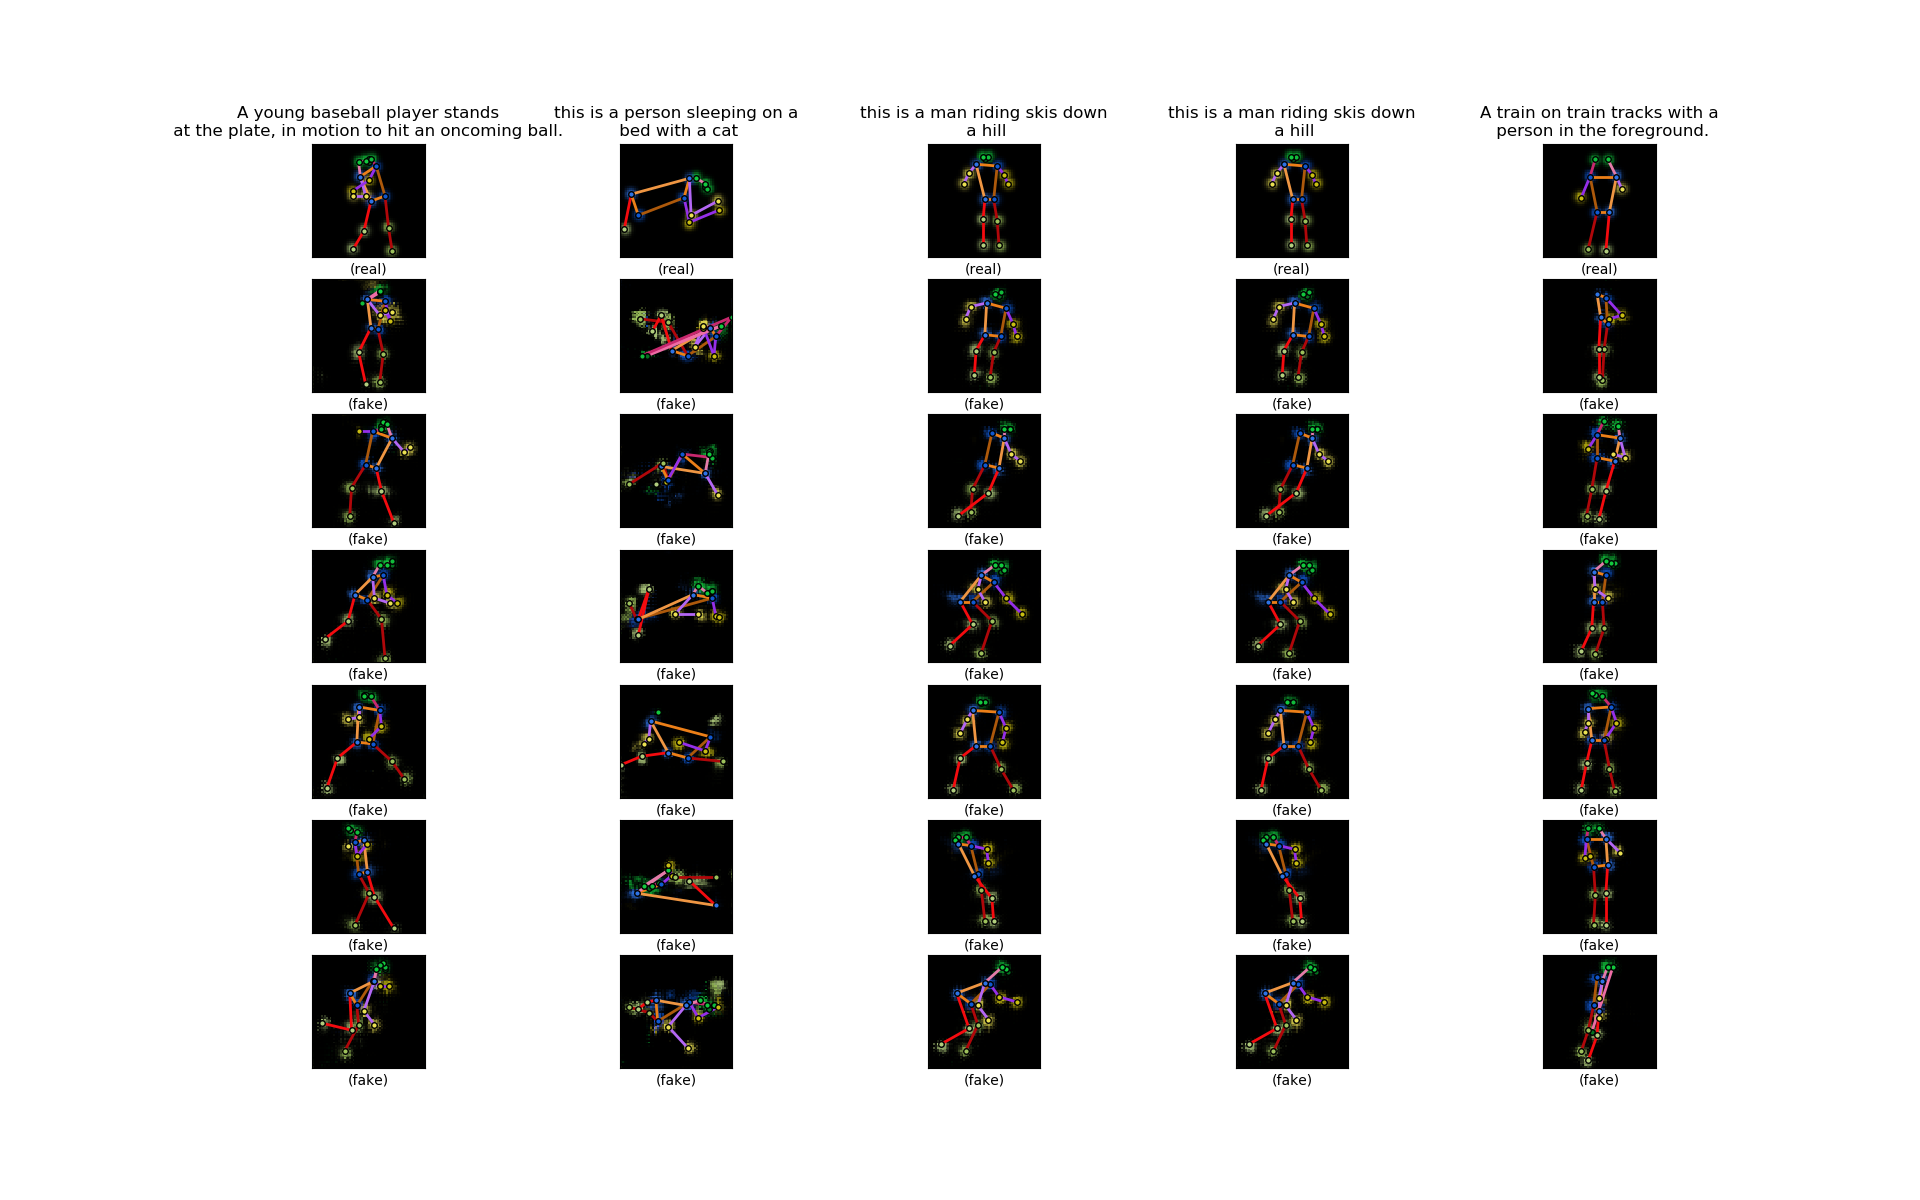 A young baseball player stands
at the plate, in motion to hit an oncoming ball.
this is a person sleeping on a
bed with a cat
this is a man riding skis down
a hill
this is a man riding skis down
a hill
A train on train tracks with a
person in the foreground.
(real) (real) (real) (real) (real)
(fake) (fake) (fake) (fake) (fake)
(fake) (fake) (fake) (fake) (fake)
(fake) (fake) (fake) (fake) (fake)
(fake) (fake) (fake) (fake) (fake)
(fake) (fake) (fake) (fake) (fake)
(fake) (fake) (fake) (fake) (fake)